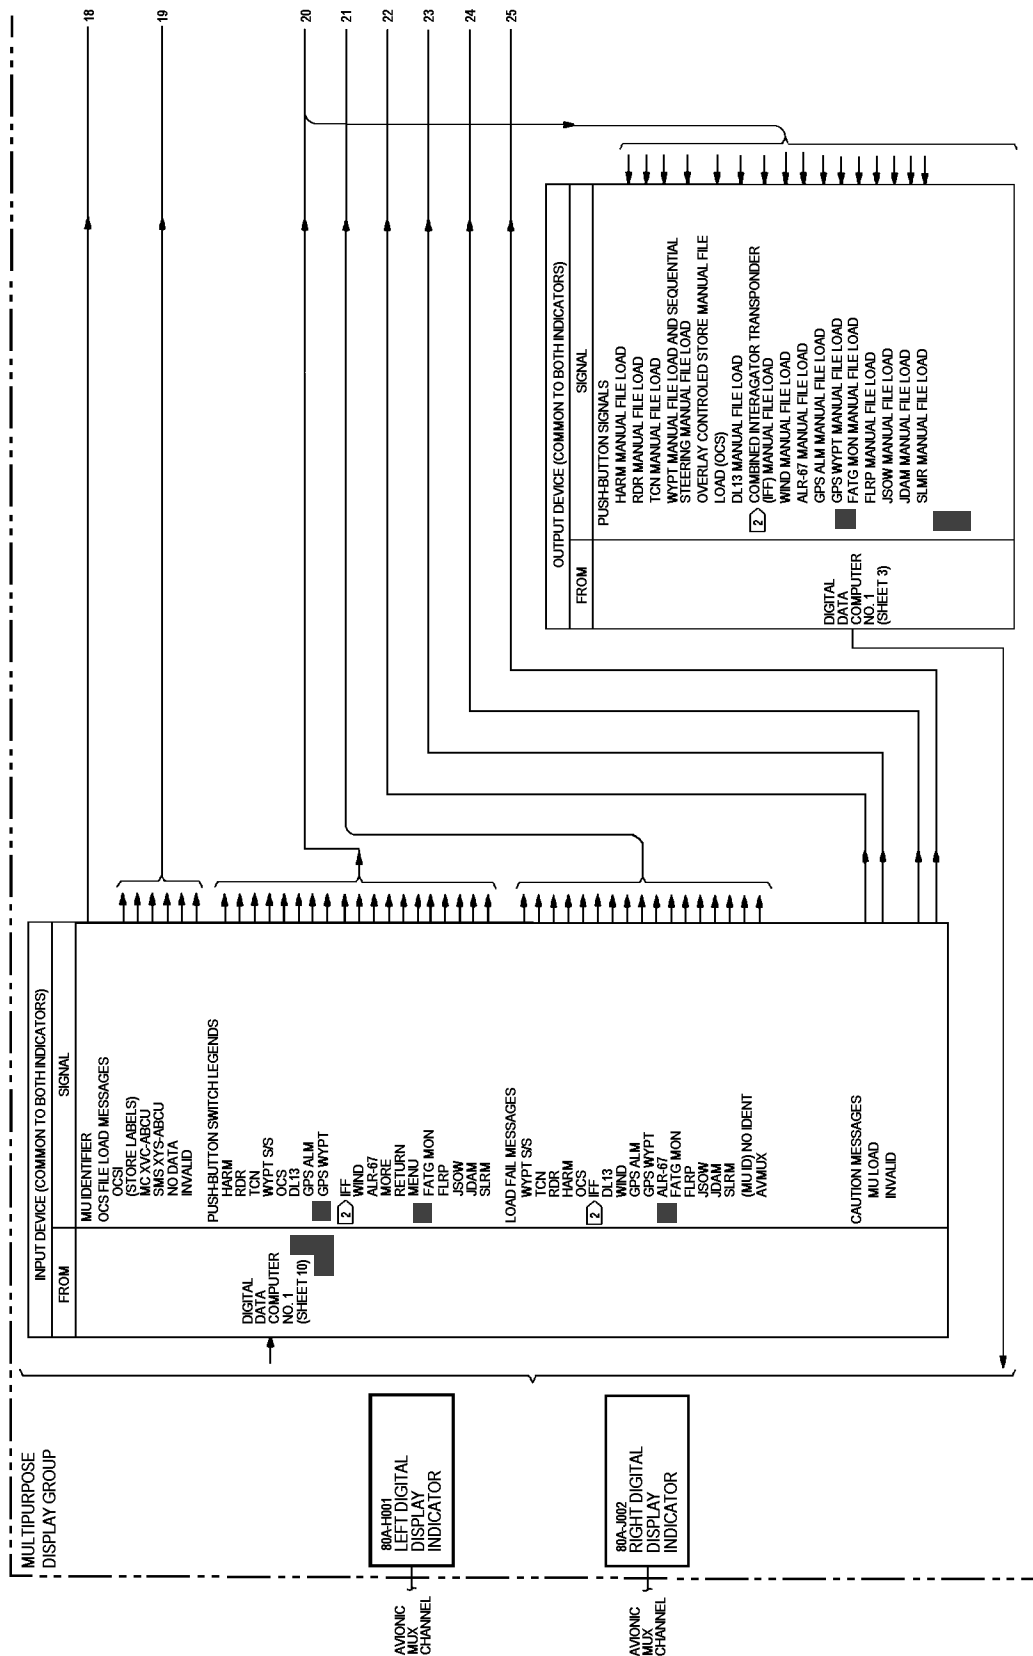 MULTIPURPOSE
DISPLAY GROUP
AVIONIC
MUX
CHANNEL
80A-H001
LEFT DIGITAL
DISPLAY
INDICATOR
AVIONIC
MUX
CHANNEL
80A-J002
RIGHT DIGITAL
DISPLAY
INDICATOR
INPUT DEVICE (COMMON TO BOTH INDICATORS)
FROM
SIGNAL
DIGITAL
DATA
COMPUTER
NO. 1
(SHEET 10)
MU IDENTIFIER
OCS FILE LOAD MESSAGES
OCSI
(STORE LABELS)
MC XVC-ABCU
SMS XYS-ABCU
NO DATA
INVALID
PUSH-BUTTON SWITCH LEGENDS
HARM
RDR
TCN
WYPT S/S
OCS
DL13
GPS ALM
GPS WYPT
2 IFF
WIND
ALR-67
MORE
RETURN
MENU
FATG MON
FLRP
JSOW
JDAM
SLRM
LOAD FAIL MESSAGES
WYPT S/S
TCN
RDR
HARM
OCS
2 IFF
DL13
WIND
GPS ALM
GPS WYPT
ALR-67
FATG MON
FLRP
JSOW
JDAM
SLRM
(MU ID) NO IDENT
AVMUX
CAUTION MESSAGES
MU LOAD
INVALID
OUTPUT DEVICE (COMMON TO BOTH INDICATORS)
FROM
SIGNAL
DIGITAL
DATA
COMPUTER
NO. 1
(SHEET 3)
PUSH-BUTTON SIGNALS
HARM MANUAL FILE LOAD
RDR MANUAL FILE LOAD
TCN MANUAL FILE LOAD
WYPT MANUAL FILE LOAD AND SEQUENTIAL
STEERING MANUAL FILE LOAD
OVERLAY CONTROLED STORE MANUAL FILE
LOAD (OCS)
DL13 MANUAL FILE LOAD
2 COMBINED INTERAGATOR TRANSPONDER
(IFF) MANUAL FILE LOAD
WIND MANUAL FILE LOAD
ALR-67 MANUAL FILE LOAD
GPS ALM MANUAL FILE LOAD
GPS WYPT MANUAL FILE LOAD
FATG MON MANUAL FILE LOAD
FLRP MANUAL FILE LOAD
JSOW MANUAL FILE LOAD
JDAM MANUAL FILE LOAD
SLMR MANUAL FILE LOAD
18
19
20
21
22
23
24
25